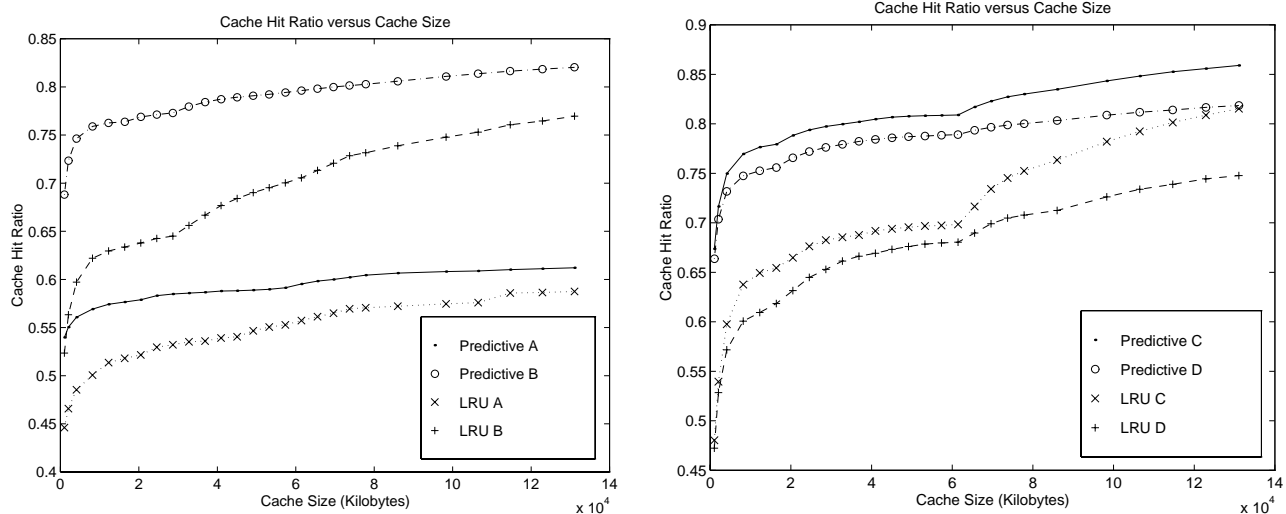 Cache Hit Ratio versus Cache Size
0.85
0.8
0.75
0.7
0.65
0.6
0.55
0.5
0.45
0.4
Cache Hit Ratio
0 2 4 6 8 10 12 14
Cache Size (Kilobytes)
x 10^4
Predictive A
Predictive B
LRU A
LRU B
Cache Hit Ratio versus Cache Size
0.9
0.85
0.8
0.75
0.7
0.65
0.6
0.55
0.5
0.45
Cache Hit Ratio
0 2 4 6 8 10 12 14
Cache Size (Kilobytes)
x 10^4
Predictive C
Predictive D
LRU C
LRU D